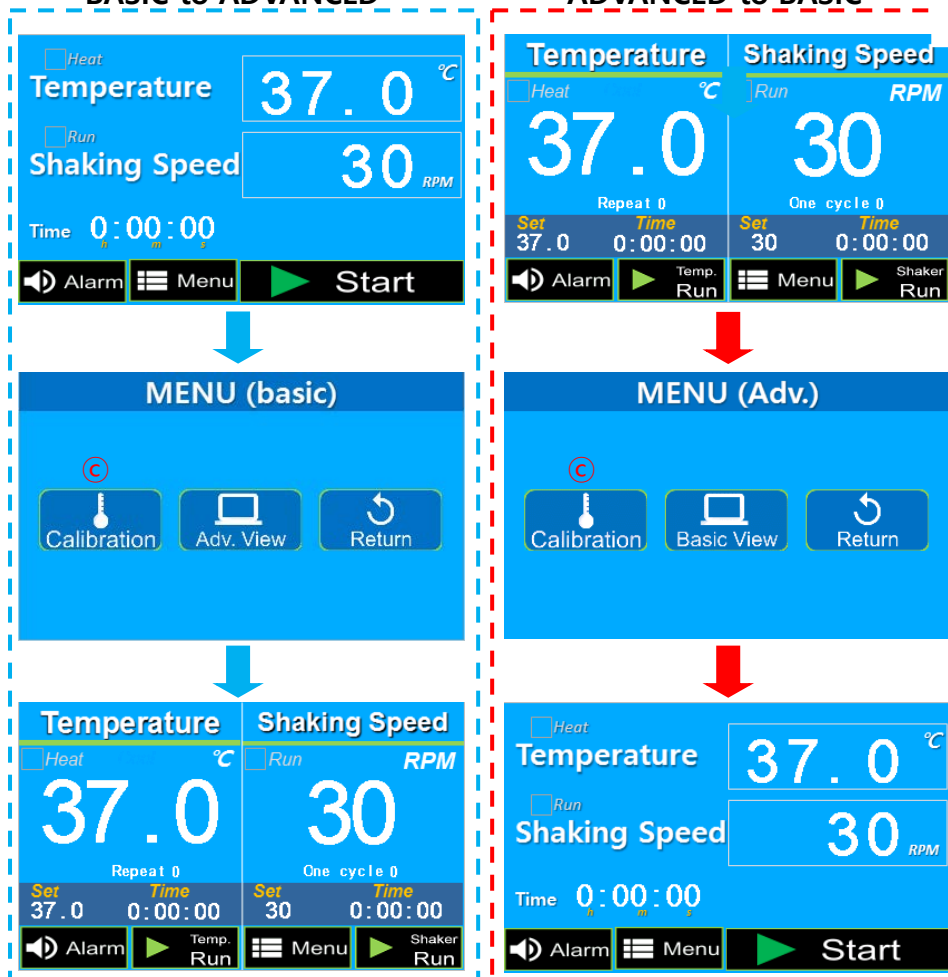 BASIC to ADVANCED
Heat
Temperature 37.0 ℃
Run
Shaking Speed 30 RPM
Time 0:00:00
h m s
Alarm Menu Start
MENU (basic)
ⓒ
Calibration Adv. View Return
Temperature Shaking Speed
Heat ℃ Run RPM
37.0 30
Repeat 0 One cycle 0
Set Time Set Time
37.0 0:00:00 30 0:00:00
Alarm Temp. Run Menu Shaker Run
ADVANCED to BASIC
Temperature Shaking Speed
Heat ℃ Run RPM
37.0 30
Repeat 0 One cycle 0
Set Time Set Time
37.0 0:00:00 30 0:00:00
Alarm Temp. Run Menu Shaker Run
MENU (Adv.)
ⓒ
Calibration Basic View Return
Heat
Temperature 37.0 ℃
Run
Shaking Speed 30 RPM
Time 0:00:00
h m s
Alarm Menu Start